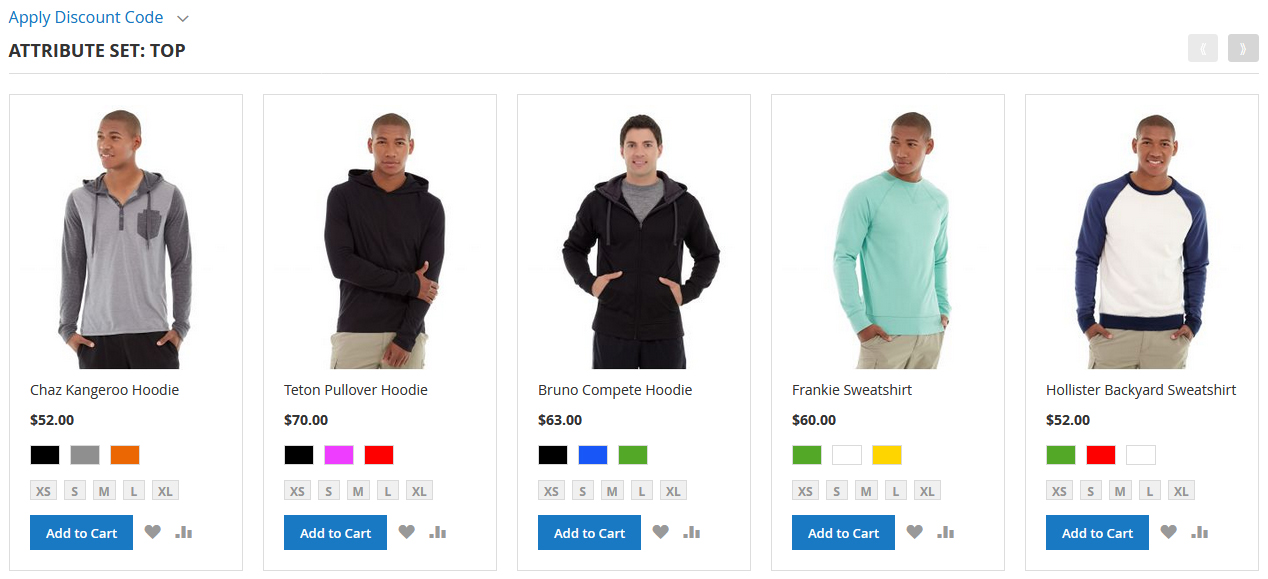 Apply Discount Code
ATTRIBUTE SET: TOP
Chaz Kangeroo Hoodie
$52.00
XS S M L XL
Add to Cart
Teton Pullover Hoodie
$70.00
XS S M L XL
Add to Cart
Bruno Compete Hoodie
$63.00
XS S M L XL
Add to Cart
Frankie Sweatshirt
$60.00
XS S M L XL
Add to Cart
Hollister Backyard Sweatshirt
$52.00
XS S M L XL
Add to Cart